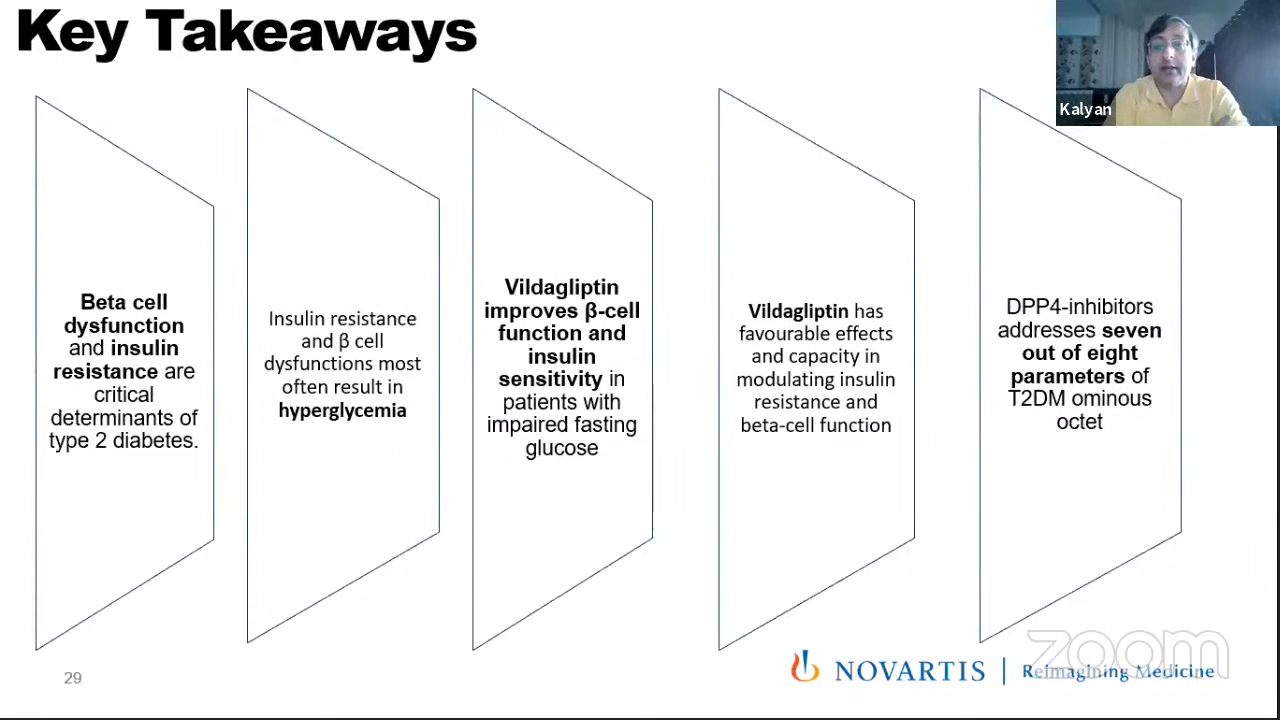 Key Takeaways
Kalyan
Beta cell
dysfunction
and insulin
resistance are
critical
determinants of
type 2 diabetes.
Insulin resistance
and β cell
dysfunctions most
often result in
hyperglycemia
Vildagliptin
improves β-cell
function and
insulin
sensitivity in
patients with
impaired fasting
glucose
Vildagliptin has
favourable effects
and capacity in
modulating insulin
resistance and
beta-cell function
DPP4-inhibitors
addresses seven
out of eight
parameters of
T2DM ominous
octet
29
NOVARTIS | Reimagining Medicine
zoom